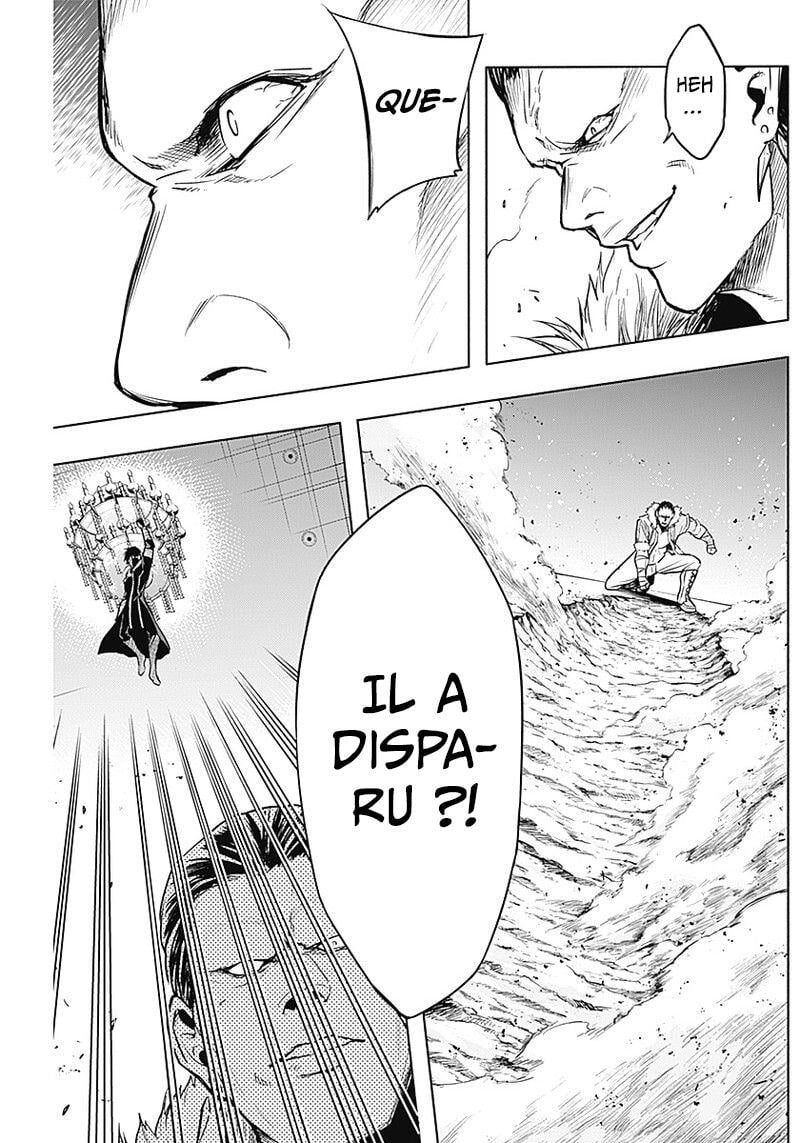 HEH
...
QUE-
IL A
DISPA-
RU ?!